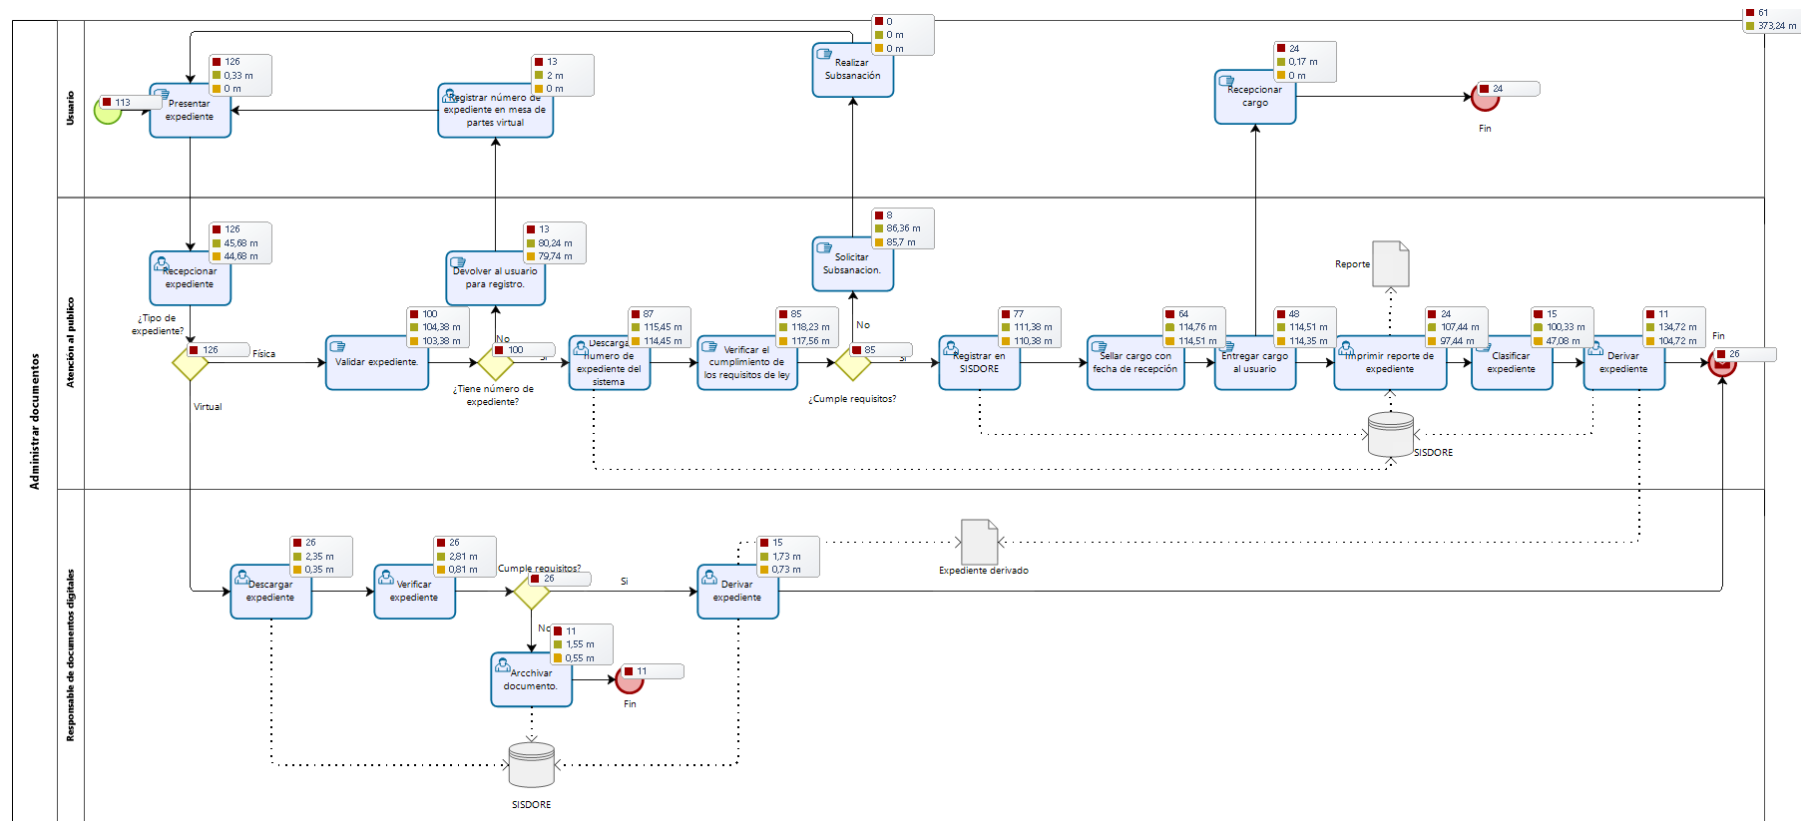 Administrar documentos
Usuario
113
Presentar
expediente
126
0,33 m
0 m
Registrar número de
expediente en mesa de
partes virtual
13
2 m
0 m
Realizar
Subsanación
0
0 m
0 m
Recepcionar
cargo
24
0,17 m
0 m
24
Fin
61
373,24 m
Atención al publico
Recepcionar
expediente
126
45,68 m
44,68 m
¿Tipo de
expediente?
126
Física
Virtual
Validar expediente.
100
104,38 m
103,38 m
Devolver al usuario
para registro.
13
80,24 m
79,74 m
No
100
¿Tiene número de
expediente?
Descargar
numero de
expediente del
sistema
87
115,45 m
114,45 m
Verificar el
cumplimiento de
los requisitos de ley
85
118,23 m
117,56 m
Solicitar
Subsanacion.
8
86,36 m
85,7 m
No
85
Si
¿Cumple requisitos?
Registrar en
SISDORE
77
111,38 m
110,38 m
Sellar cargo con
fecha de recepción
64
114,76 m
114,51 m
Entregar cargo
al usuario
48
114,51 m
114,35 m
Reporte
Imprimir reporte de
expediente
24
107,44 m
97,44 m
Clasificar
expediente
15
100,33 m
47,08 m
Derivar
expediente
11
134,72 m
104,72 m
Fin
26
SISDORE
Responsable de documentos digitales
Descargar
expediente
26
2,35 m
0,35 m
Verificar
expediente
26
2,81 m
0,81 m
Cumple requisitos?
26
Si
No
Derivar
expediente
15
1,73 m
0,73 m
Expediente derivado
Arcchivar
documento.
11
1,55 m
0,55 m
11
Fin
SISDORE